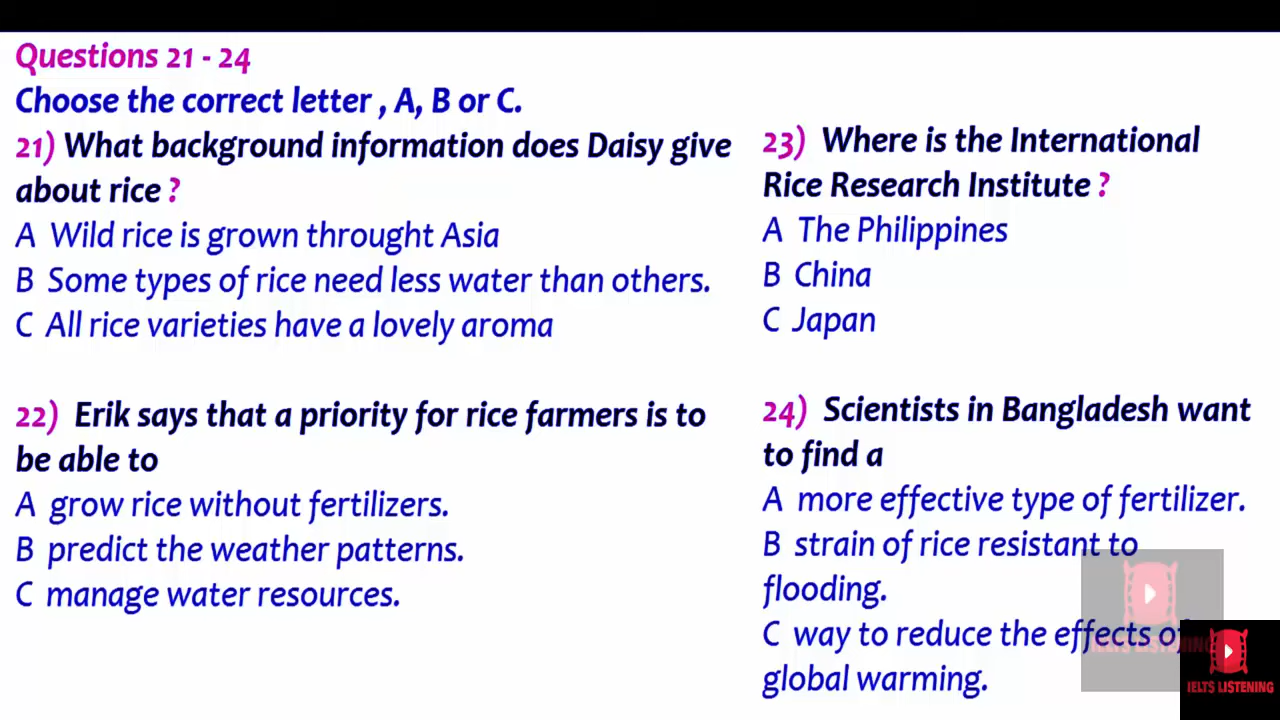 Questions 21 - 24
Choose the correct letter , A, B or C.
21) What background information does Daisy give
about rice ?
A Wild rice is grown throught Asia
B Some types of rice need less water than others.
C All rice varieties have a lovely aroma
22) Erik says that a priority for rice farmers is to
be able to
A grow rice without fertilizers.
B predict the weather patterns.
C manage water resources.
23) Where is the International
Rice Research Institute ?
A The Philippines
B China
C Japan
24) Scientists in Bangladesh want
to find a
A more effective type of fertilizer.
B strain of rice resistant to
flooding.
C way to reduce the effects of
global warming.
IELTS LISTENING
IELTS LISTENING